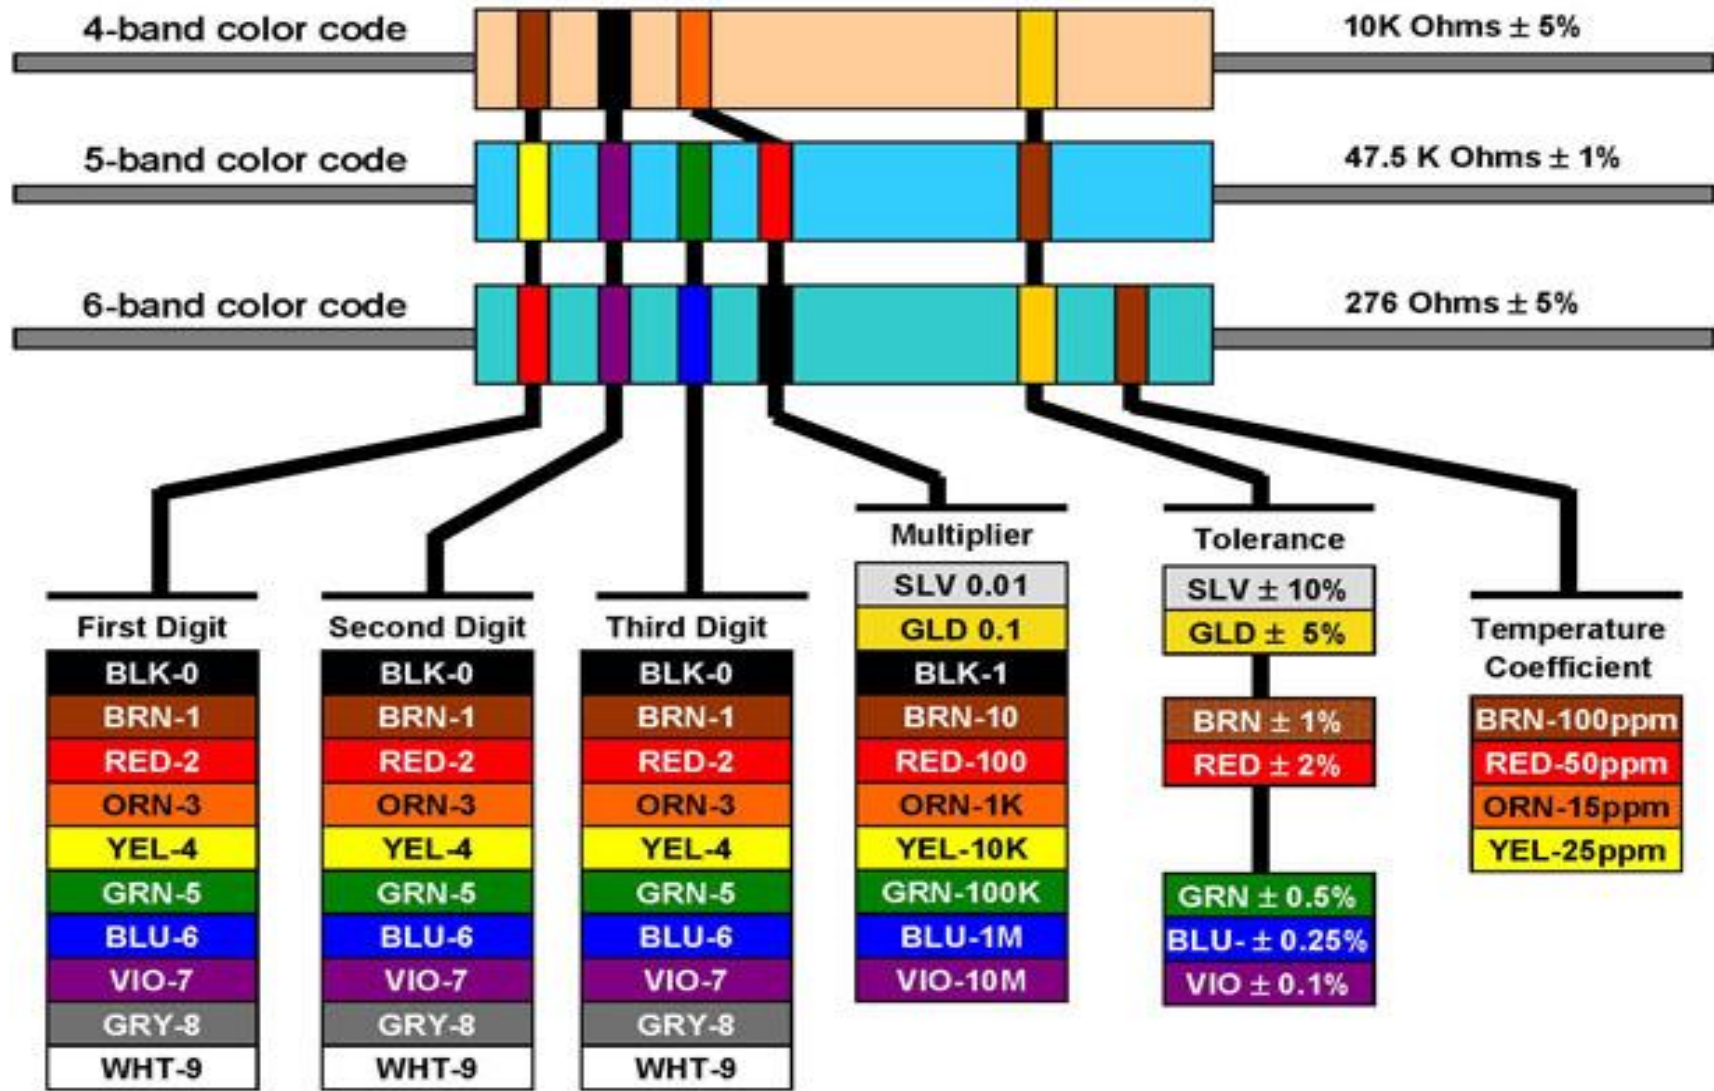 4-band color code
10K Ohms ± 5%
5-band color code
47.5 K Ohms ± 1%
6-band color code
276 Ohms ± 5%
First Digit
BLK-0
BRN-1
RED-2
ORN-3
YEL-4
GRN-5
BLU-6
VIO-7
GRY-8
WHT-9
Second Digit
BLK-0
BRN-1
RED-2
ORN-3
YEL-4
GRN-5
BLU-6
VIO-7
GRY-8
WHT-9
Third Digit
BLK-0
BRN-1
RED-2
ORN-3
YEL-4
GRN-5
BLU-6
VIO-7
GRY-8
WHT-9
Multiplier
SLV 0.01
GLD 0.1
BLK-1
BRN-10
RED-100
ORN-1K
YEL-10K
GRN-100K
BLU-1M
VIO-10M
Tolerance
SLV ± 10%
GLD ± 5%
BRN ± 1%
RED ± 2%
GRN ± 0.5%
BLU- ± 0.25%
VIO ± 0.1%
Temperature
Coefficient
BRN-100ppm
RED-50ppm
ORN-15ppm
YEL-25ppm